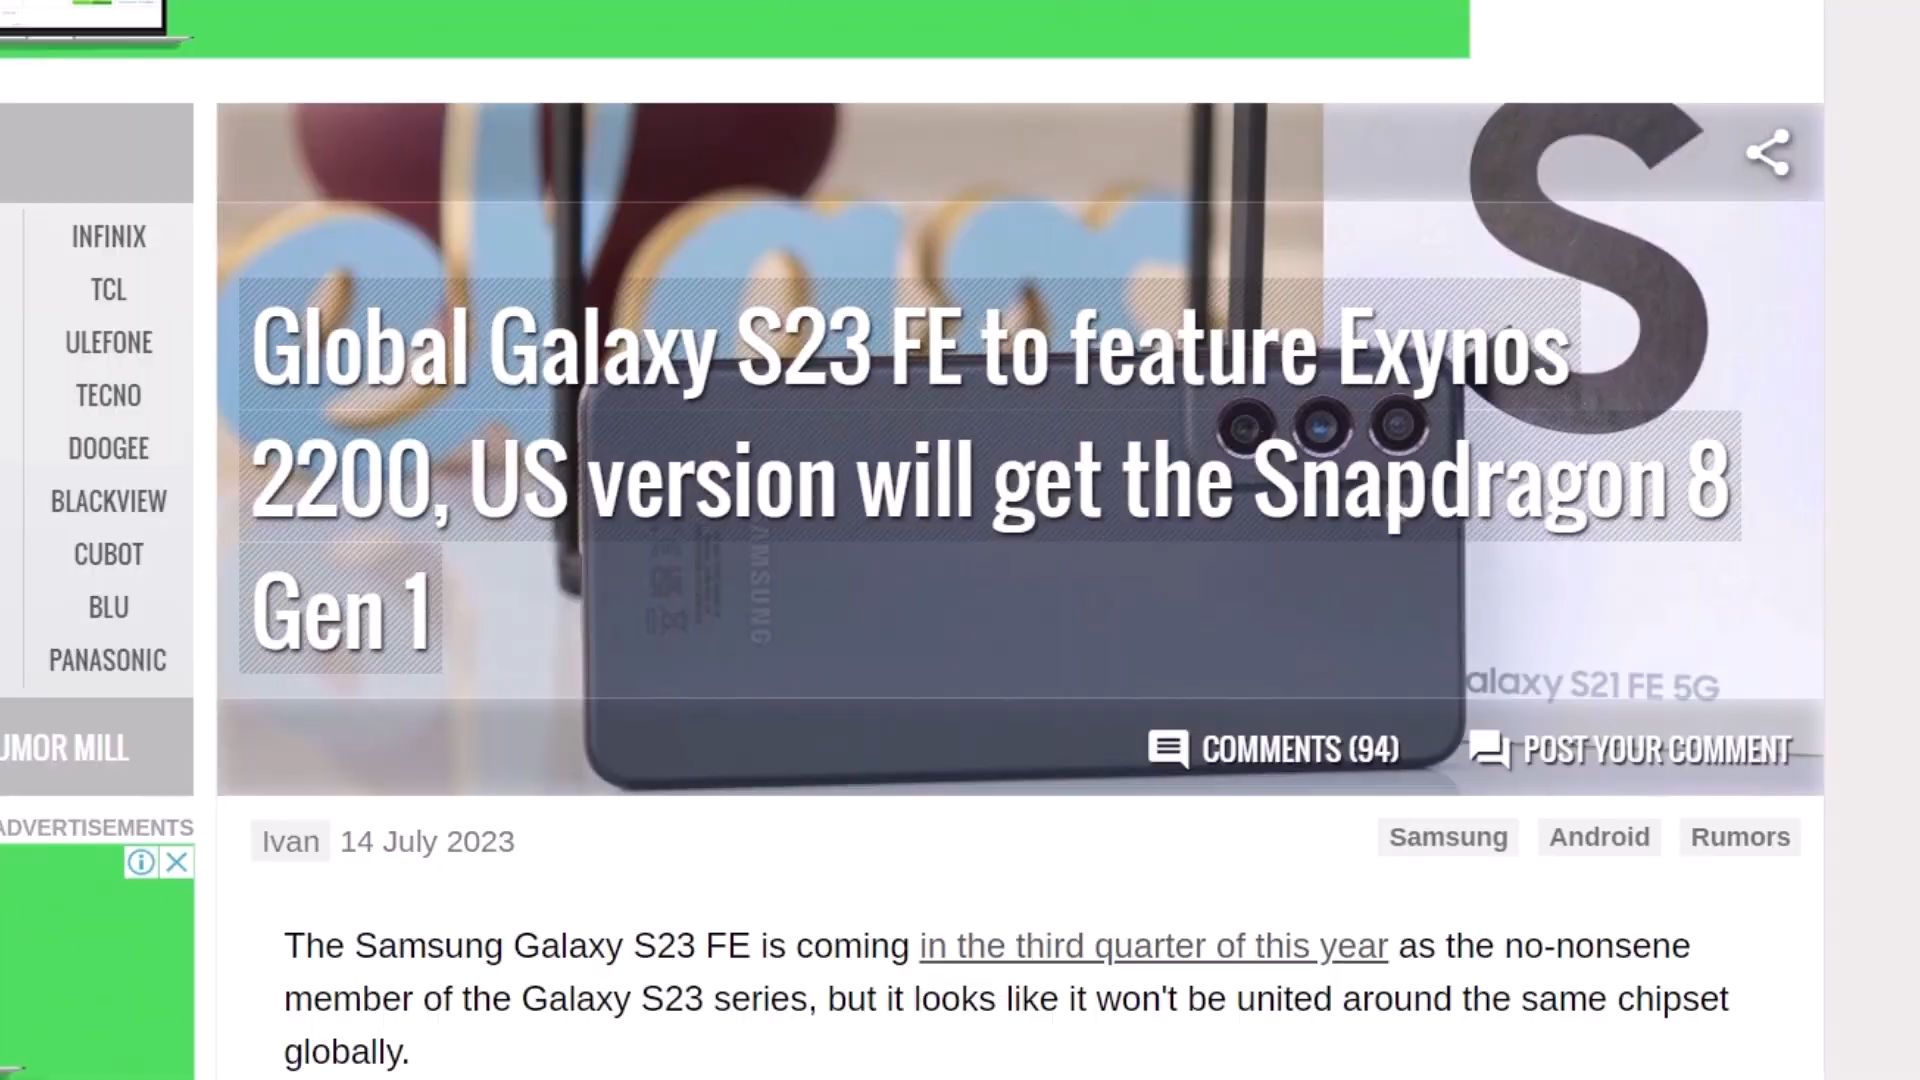 INFINIX
TCL
ULEFONE
TECNO
DOOGEE
BLACKVIEW
CUBOT
BLU
PANASONIC
UMOR MILL
ADVERTISEMENTS
S
Global Galaxy S23 FE to feature Exynos
2200, US version will get the Snapdragon 8
Gen 1
SAMSUNG
alaxy S21 FE 5G
COMMENTS (94)
POST YOUR COMMENT
Ivan 14 July 2023
Samsung Android Rumors
The Samsung Galaxy S23 FE is coming in the third quarter of this year as the no-nonsene
member of the Galaxy S23 series, but it looks like it won't be united around the same chipset
globally.